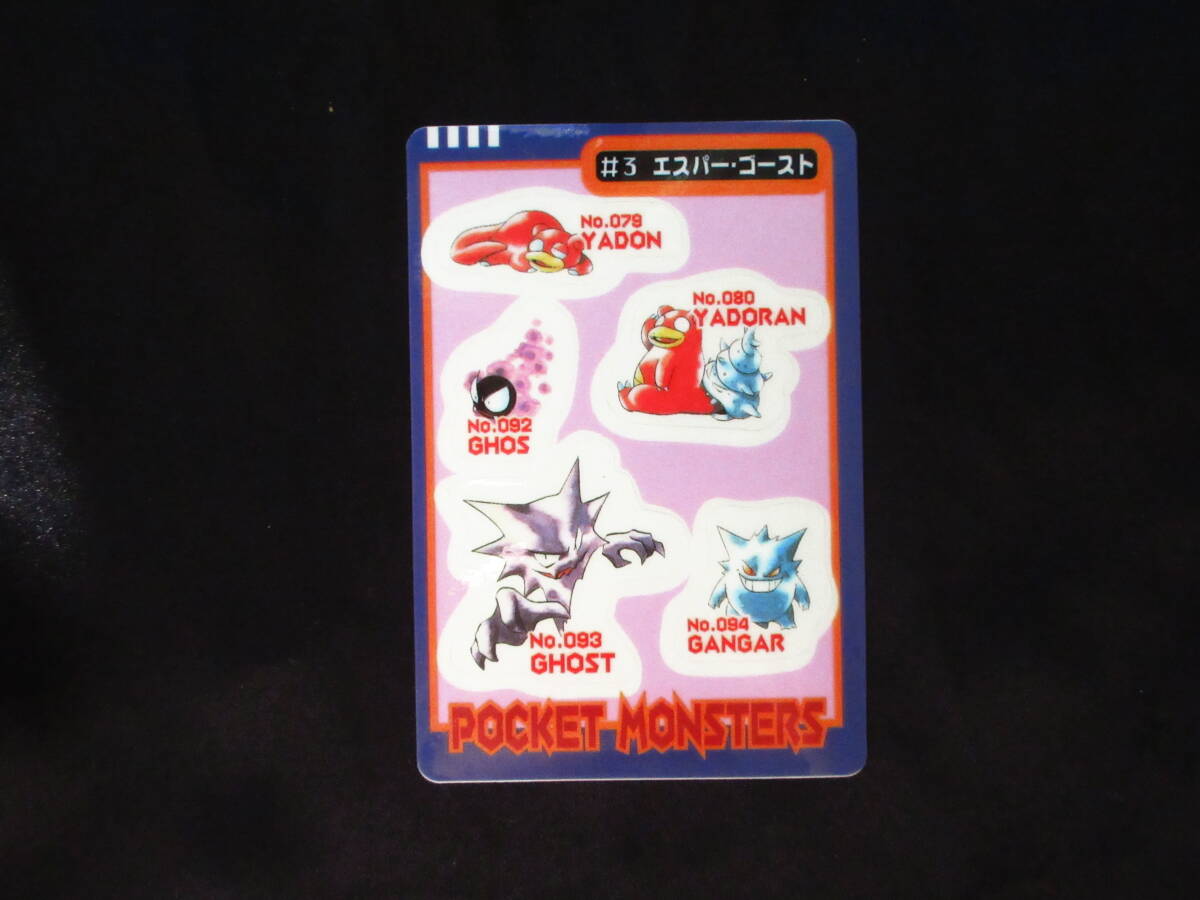 #3 エスパー・ゴースト
No.079
YADON
No.080
YADORAN
No.092
GHOS
No.093
GHOST
No.094
GANGAR
POCKET MONSTERS